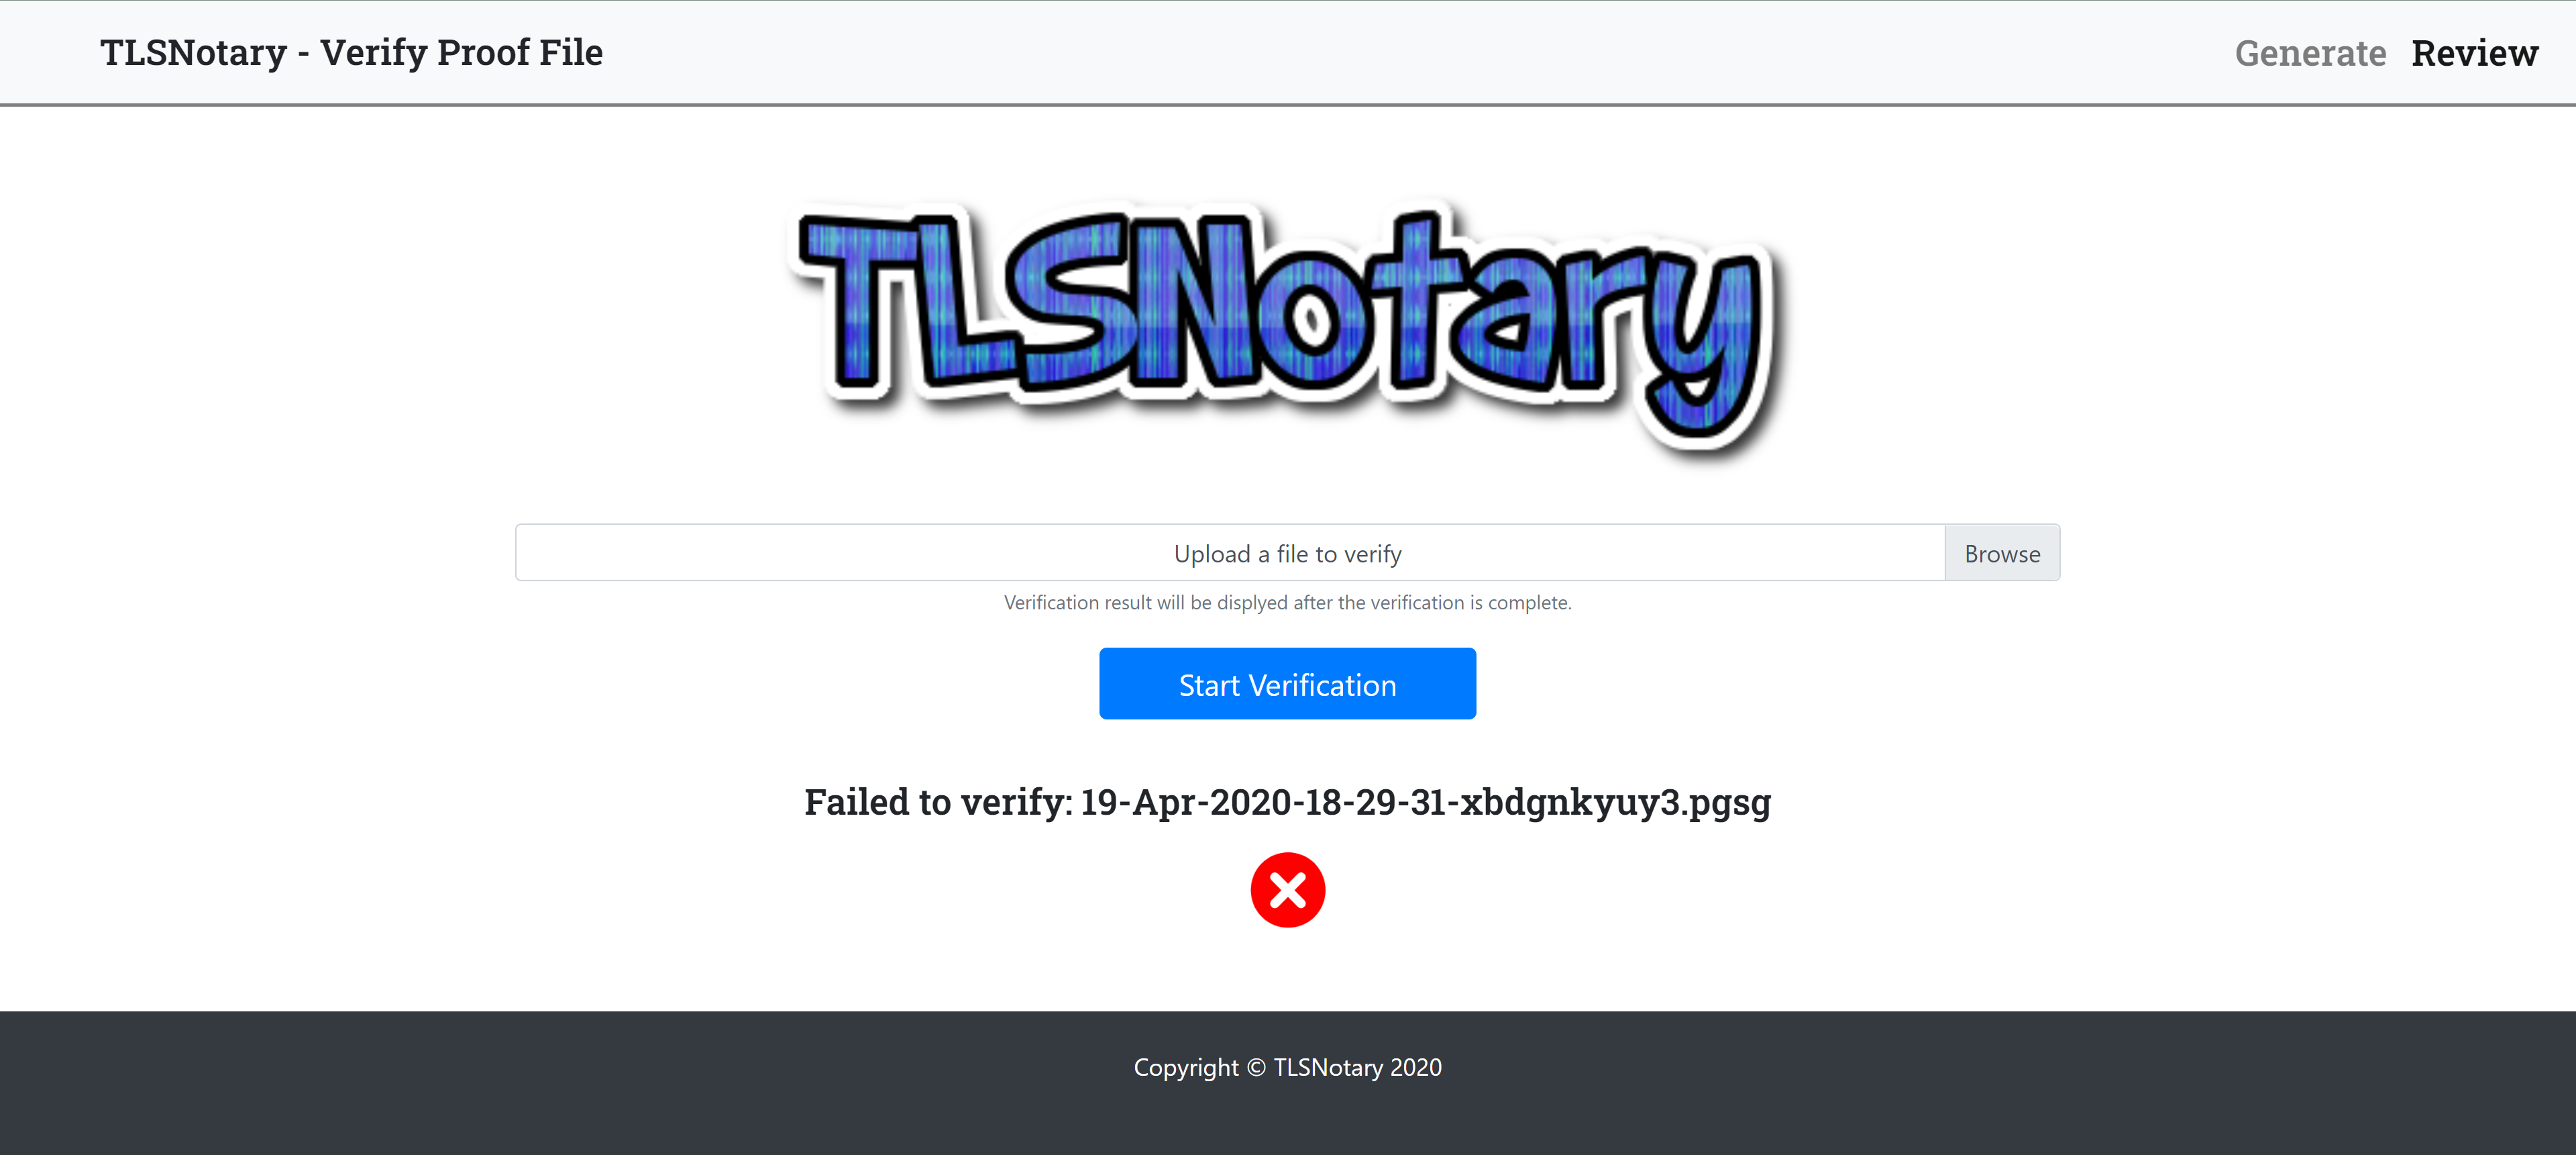 TLSNotary - Verify Proof File
Generate Review
TLSNotary
Upload a file to verify
Browse
Verification result will be displyed after the verification is complete.
Start Verification
Failed to verify: 19-Apr-2020-18-29-31-xbdgnkyuy3.pgsg
Copyright © TLSNotary 2020